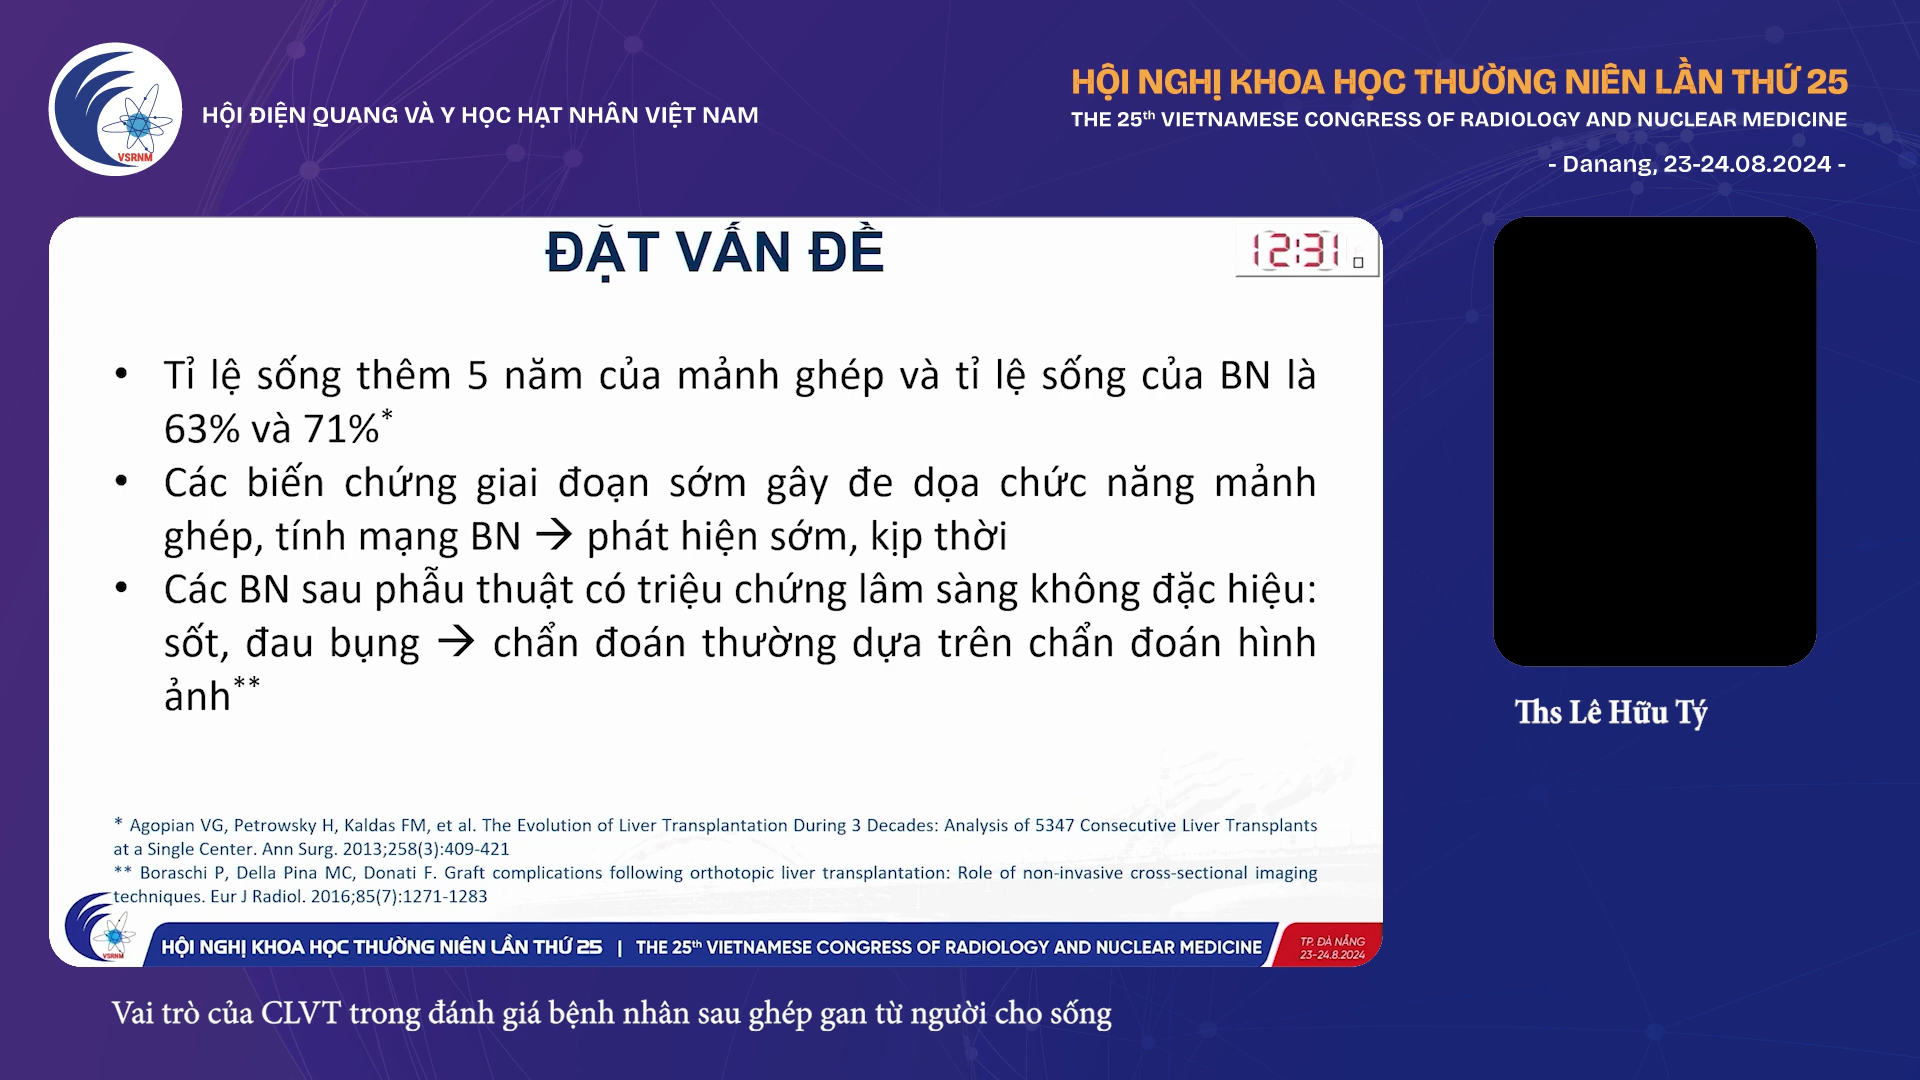 HỘI ĐIỆN QUANG VÀ Y HỌC HẠT NHÂN VIỆT NAM
VSRNM
HỘI NGHỊ KHOA HỌC THƯỜNG NIÊN LẦN THỨ 25
THE 25th VIETNAMESE CONGRESS OF RADIOLOGY AND NUCLEAR MEDICINE
- Danang, 23-24.08.2024 -
ĐẶT VẤN ĐỀ
12:31
• Tỉ lệ sống thêm 5 năm của mảnh ghép và tỉ lệ sống của BN là
63% và 71%*
• Các biến chứng giai đoạn sớm gây đe dọa chức năng mảnh
ghép, tính mạng BN → phát hiện sớm, kịp thời
• Các BN sau phẫu thuật có triệu chứng lâm sàng không đặc hiệu:
sốt, đau bụng → chẩn đoán thường dựa trên chẩn đoán hình
ảnh**
* Agopian VG, Petrowsky H, Kaldas FM, et al. The Evolution of Liver Transplantation During 3 Decades: Analysis of 5347 Consecutive Liver Transplants
at a Single Center. Ann Surg. 2013;258(3):409-421
** Boraschi P, Della Pina MC, Donati F. Graft complications following orthotopic liver transplantation: Role of non-invasive cross-sectional imaging
techniques. Eur J Radiol. 2016;85(7):1271-1283
VSRNM
HỘI NGHỊ KHOA HỌC THƯỜNG NIÊN LẦN THỨ 25 | THE 25th VIETNAMESE CONGRESS OF RADIOLOGY AND NUCLEAR MEDICINE
TP. ĐÀ NẴNG
23-24.8.2024
Ths Lê Hữu Tý
Vai trò của CLVT trong đánh giá bệnh nhân sau ghép gan từ người cho sống